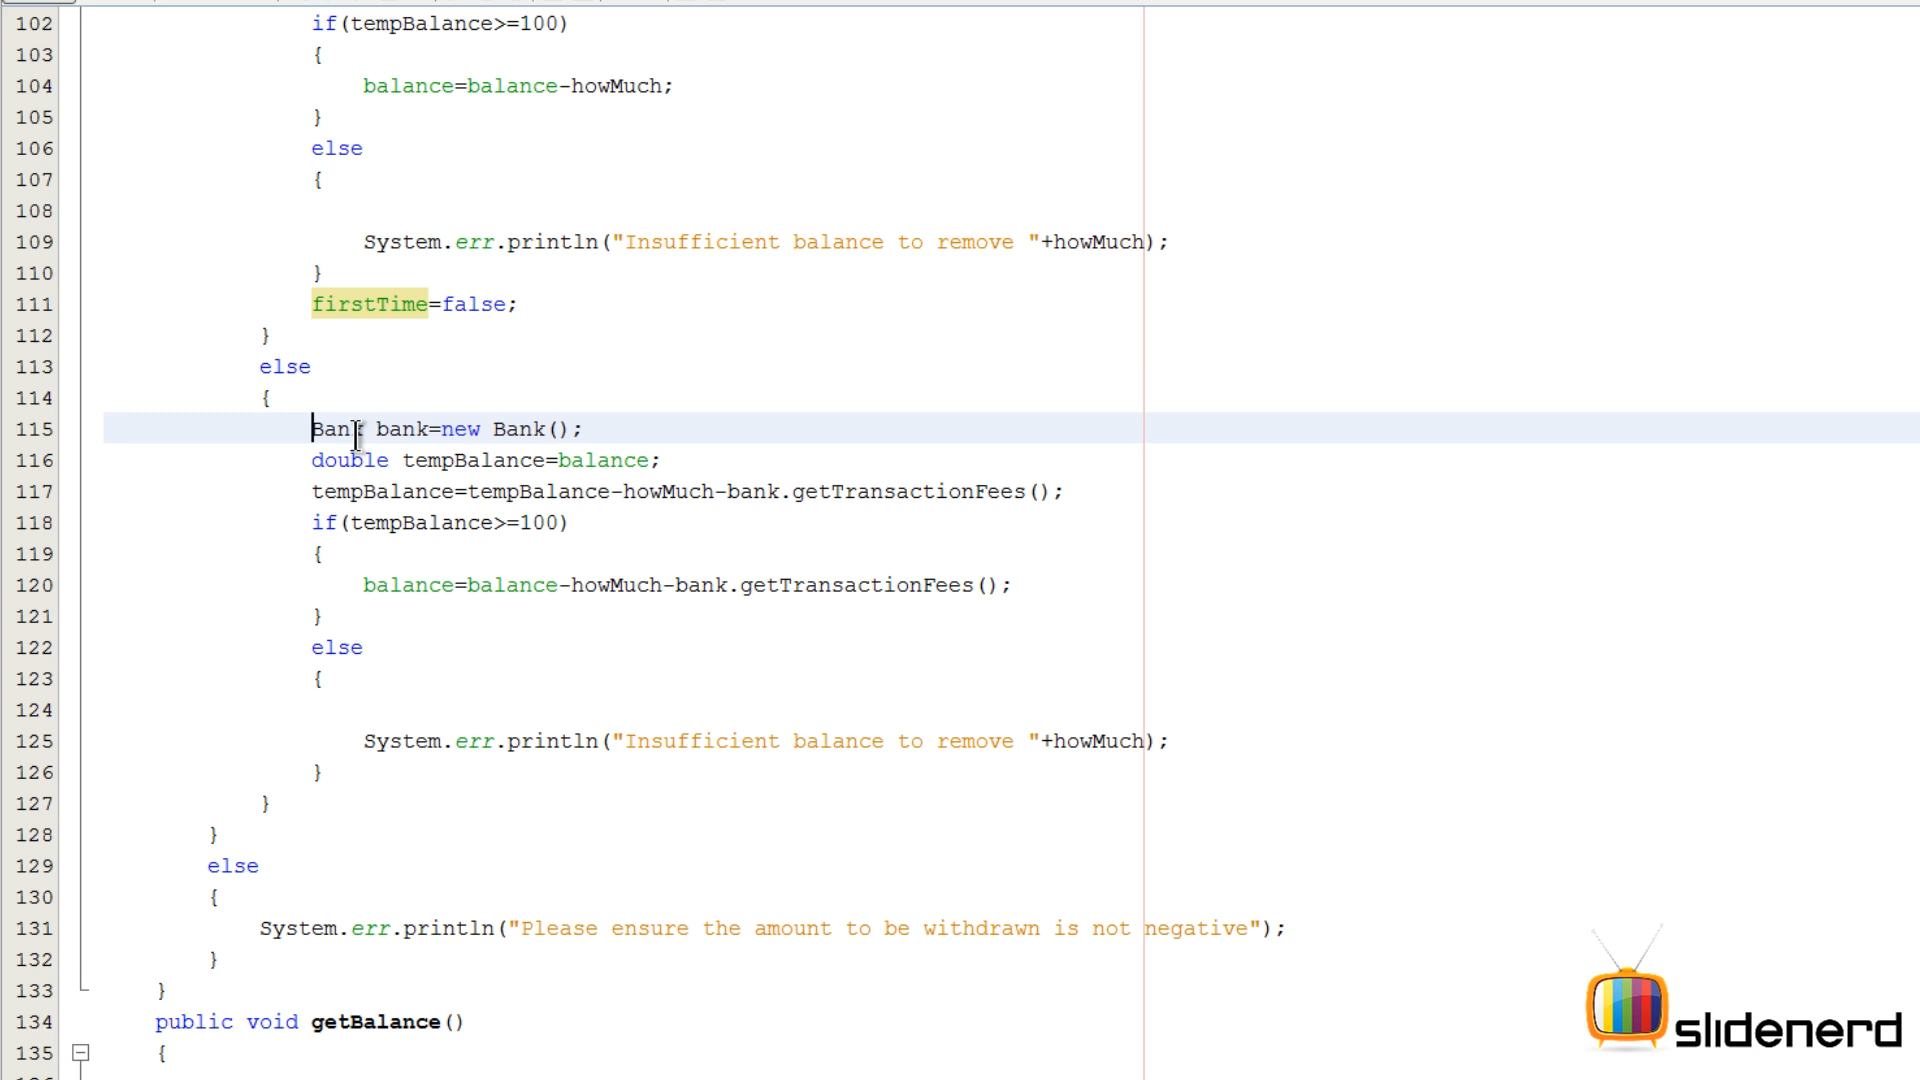 102 if(tempBalance>=100)
103 {
104 balance=balance-howMuch;
105 }
106 else
107 {
108
109 System.err.println("Insufficient balance to remove "+howMuch);
110 }
111 firstTime=false;
112 }
113 else
114 {
115 Bank bank=new Bank();
116 double tempBalance=balance;
117 tempBalance=tempBalance-howMuch-bank.getTransactionFees();
118 if(tempBalance>=100)
119 {
120 balance=balance-howMuch-bank.getTransactionFees();
121 }
122 else
123 {
124
125 System.err.println("Insufficient balance to remove "+howMuch);
126 }
127 }
128 }
129 else
130 {
131 System.err.println("Please ensure the amount to be withdrawn is not negative");
132 }
133 }
134 public void getBalance()
135 {
slidenerd